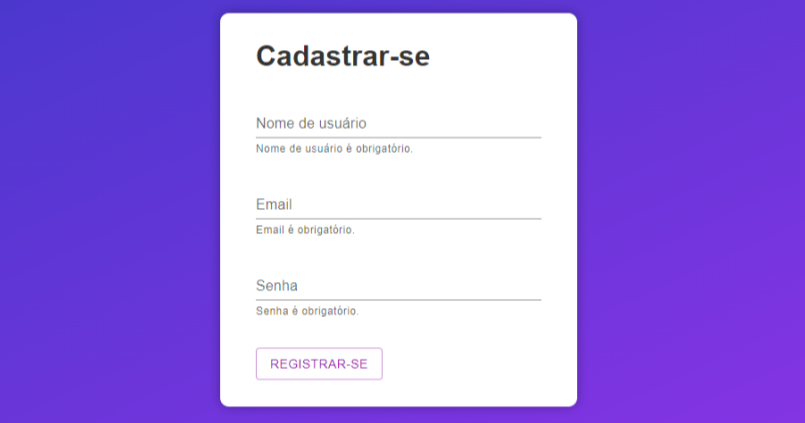 Cadastrar-se
Nome de usuário
Nome de usuário é obrigatório.
Email
Email é obrigatório.
Senha
Senha é obrigatório.
REGISTRAR-SE